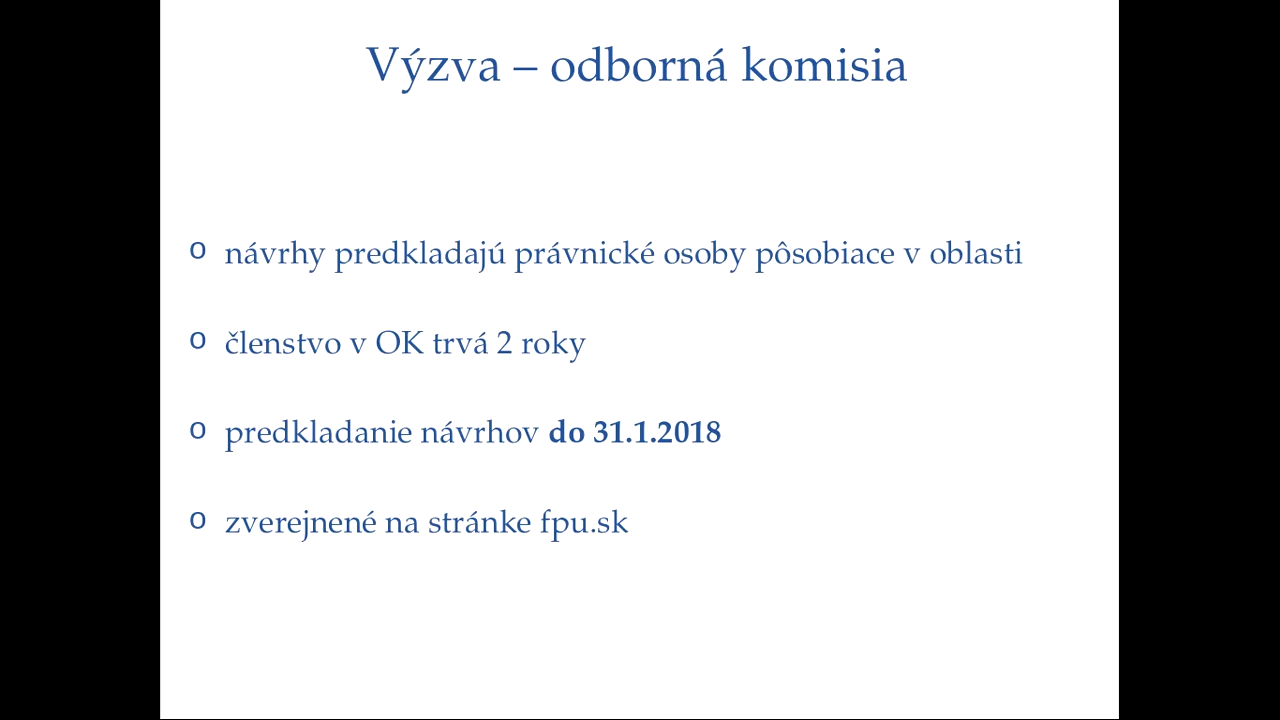 Výzva – odborná komisia
o návrhy predkladajú právnické osoby pôsobiace v oblasti
o členstvo v OK trvá 2 roky
o predkladanie návrhov do 31.1.2018
o zverejnené na stránke fpu.sk